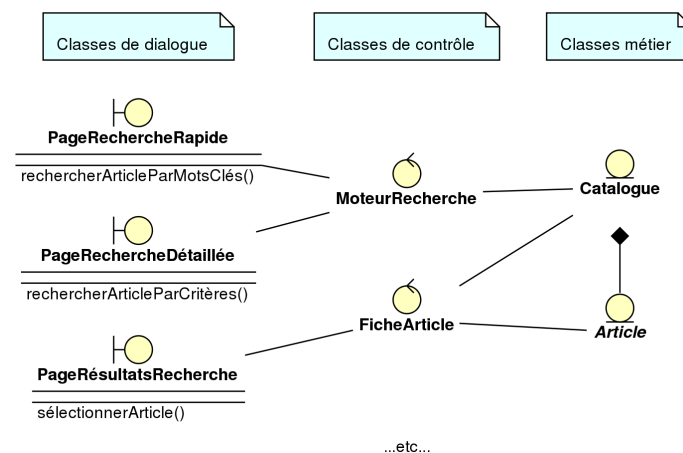 Classes de dialogue
Classes de contrôle
Classes métier
PageRechercheRapide
rechercherArticleParMotsClés()
MoteurRecherche
Catalogue
PageRechercheDétaillée
rechercherArticleParCritères()
FicheArticle
Article
PageRésultatsRecherche
sélectionnerArticle()
...etc...